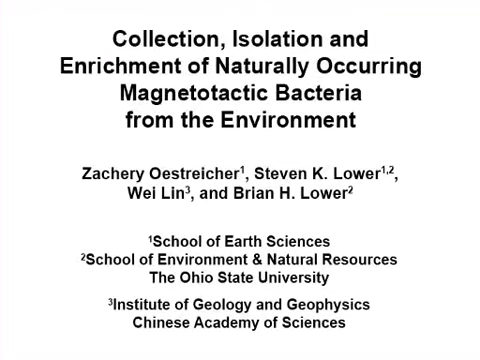 Collection, Isolation and
Enrichment of Naturally Occurring
Magnetotactic Bacteria
from the Environment
Zachery Oestreicher¹, Steven K. Lower¹,²,
Wei Lin³, and Brian H. Lower²
¹School of Earth Sciences
²School of Environment & Natural Resources
The Ohio State University
³Institute of Geology and Geophysics
Chinese Academy of Sciences